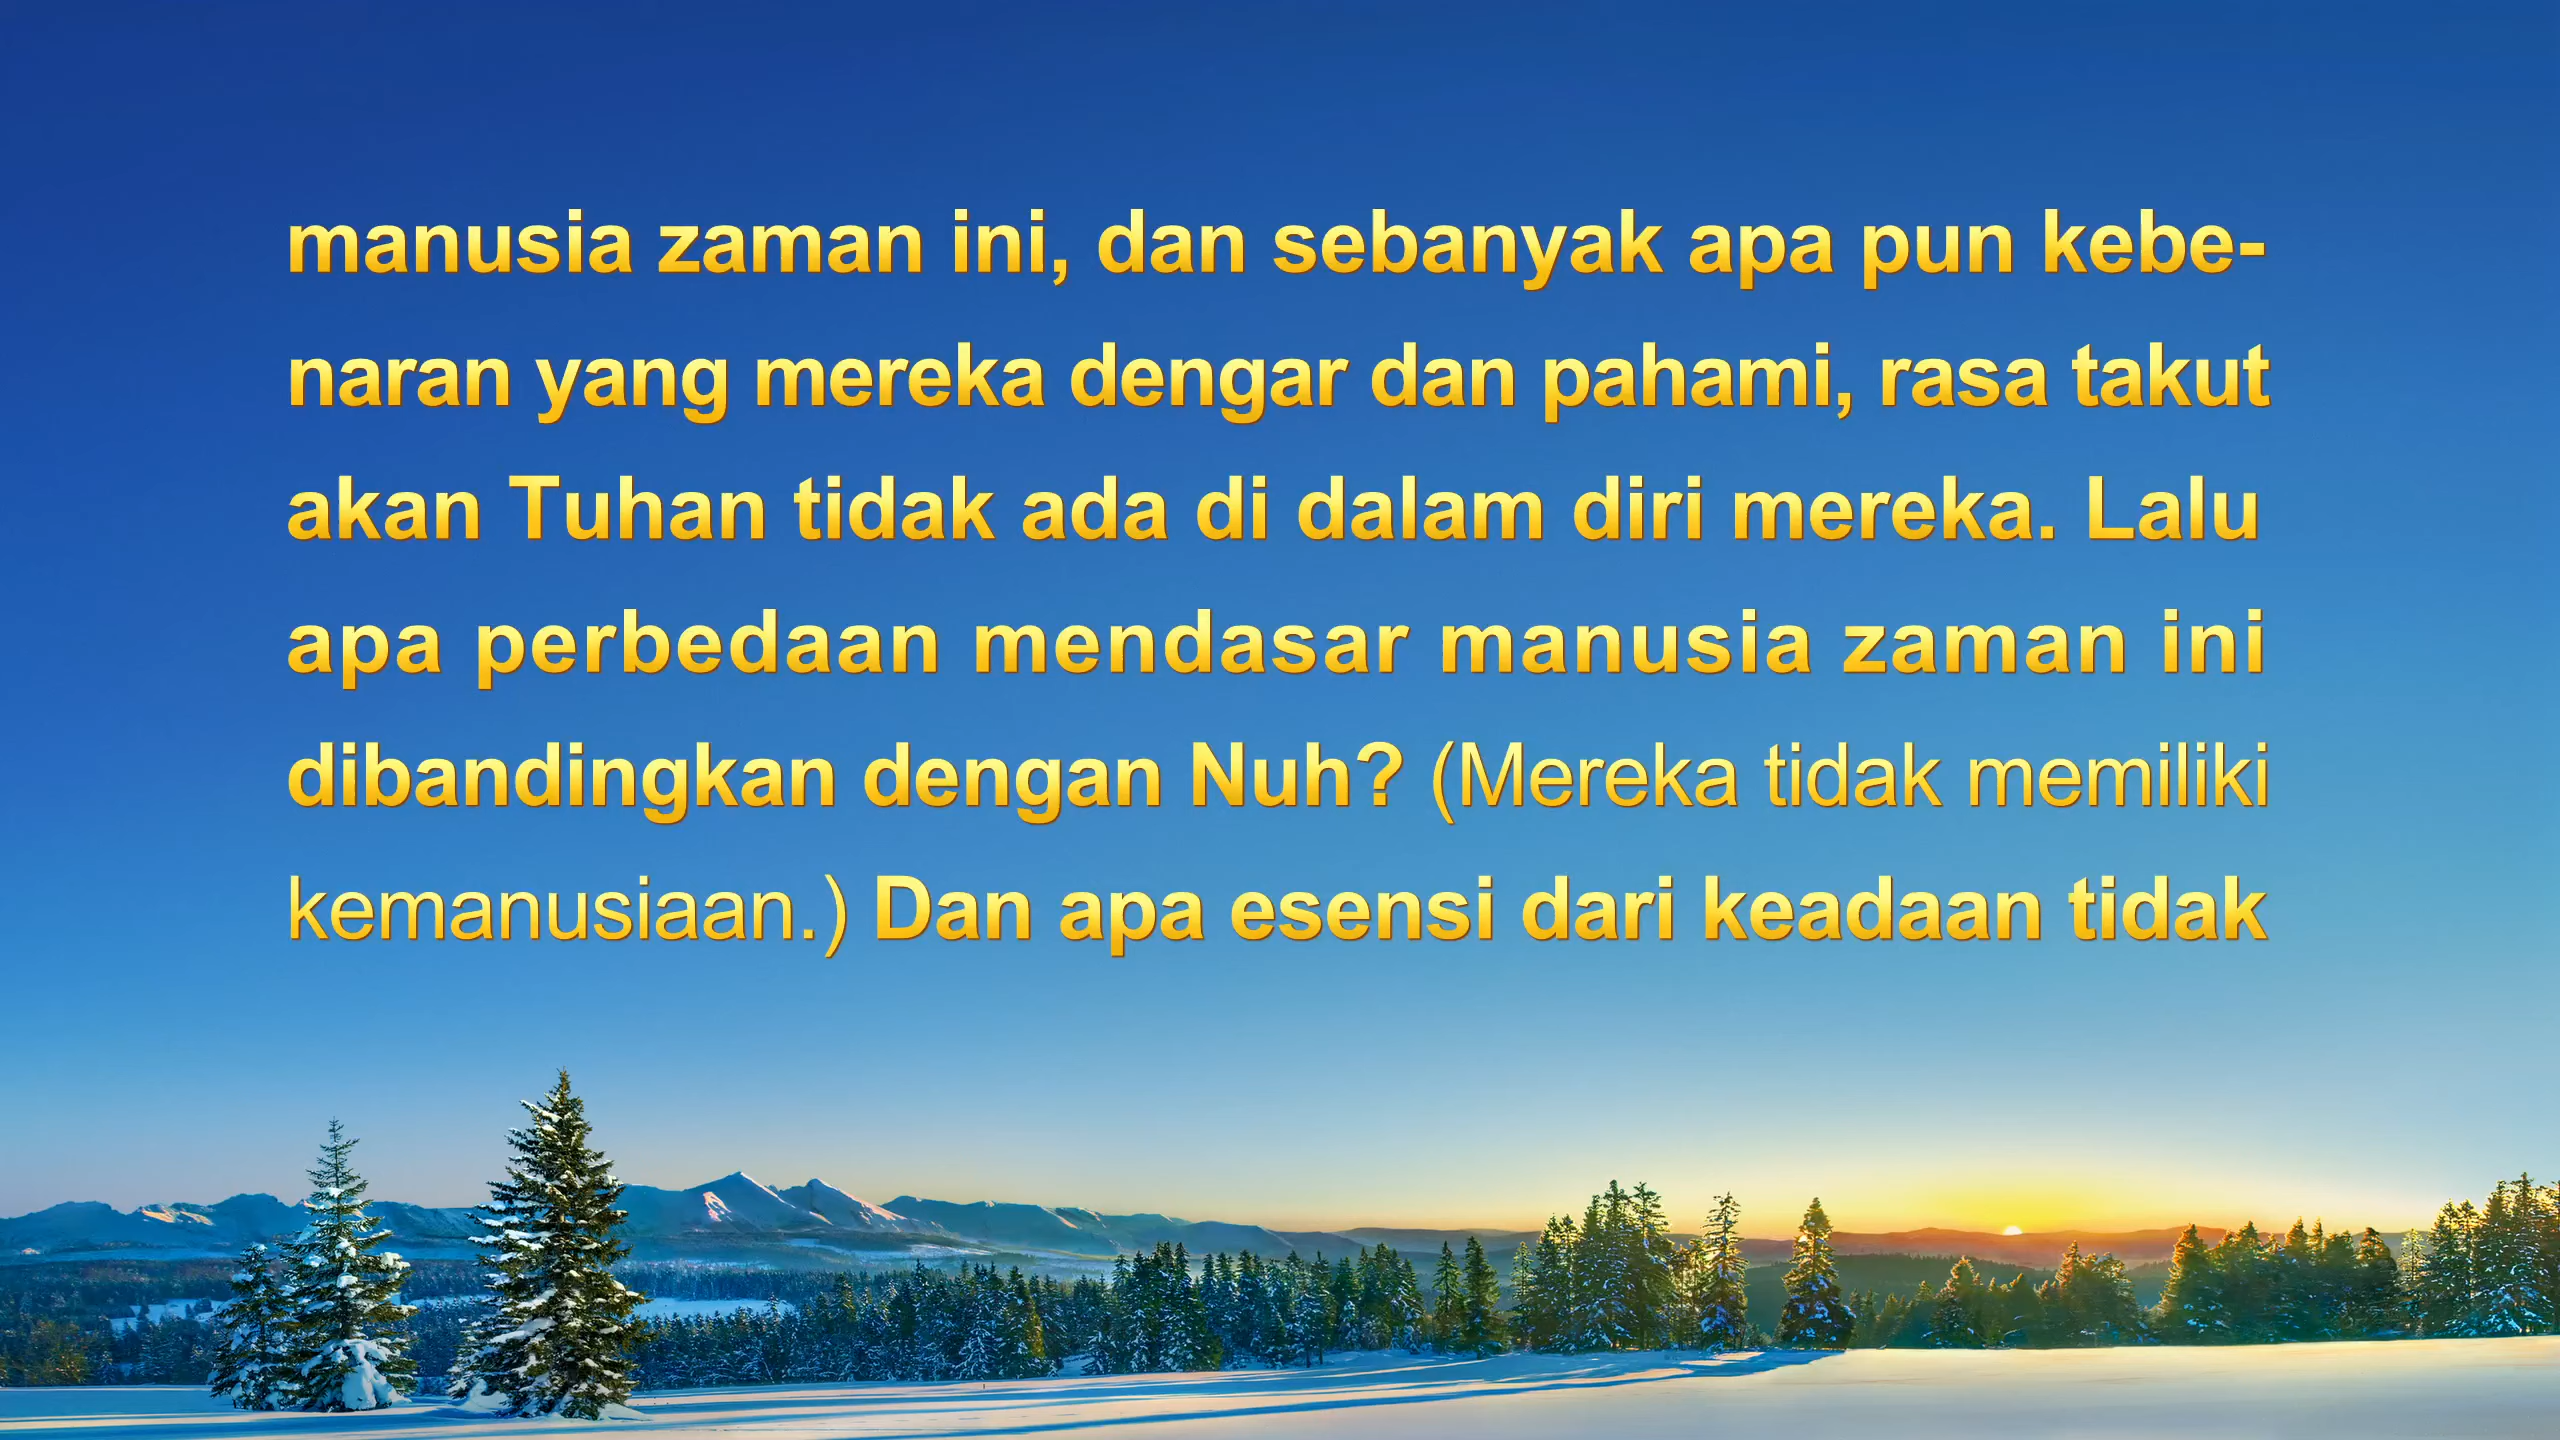 manusia zaman ini, dan sebanyak apa pun kebe-
naran yang mereka dengar dan pahami, rasa takut
akan Tuhan tidak ada di dalam diri mereka. Lalu
apa perbedaan mendasar manusia zaman ini
dibandingkan dengan Nuh? (Mereka tidak memiliki
kemanusiaan.) Dan apa esensi dari keadaan tidak